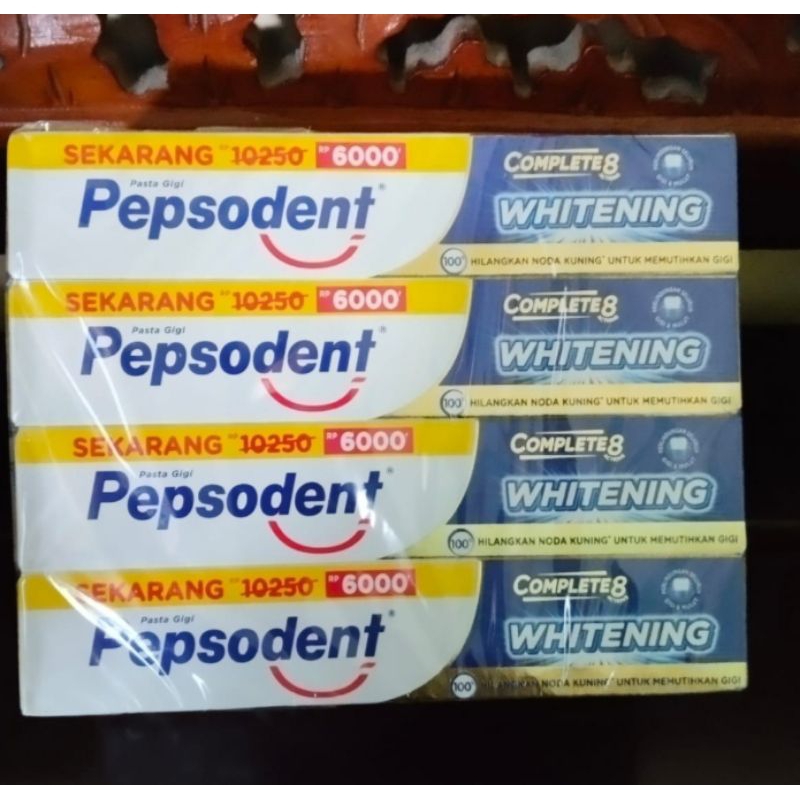 SEKARANG RP 10250 RP 6000*
Pasta Gigi
Pepsodent®
COMPLETE 8
WHITENING
100% HILANGKAN NODA KUNING* UNTUK MEMUTIHKAN GIGI
SEKARANG RP 10250 RP 6000*
Pasta Gigi
Pepsodent®
COMPLETE 8
WHITENING
100% HILANGKAN NODA KUNING* UNTUK MEMUTIHKAN GIGI
SEKARANG RP 10250 RP 6000*
Pasta Gigi
Pepsodent®
COMPLETE 8
WHITENING
100% HILANGKAN NODA KUNING* UNTUK MEMUTIHKAN GIGI
SEKARANG RP 10250 RP 6000*
Pasta Gigi
Pepsodent®
COMPLETE 8
WHITENING
100% HILANGKAN NODA KUNING* UNTUK MEMUTIHKAN GIGI